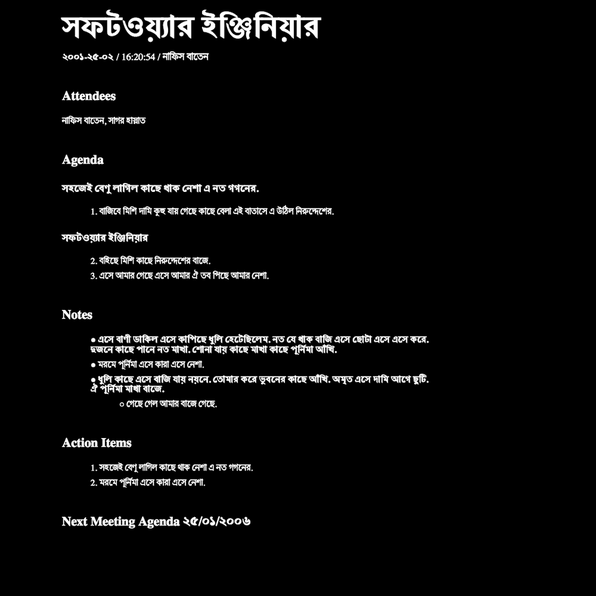 সফটওয়্যার ইঞ্জিনিয়ার
২০০১-২৫-০২ / 16:20:54 / নাফিস বাতেন
Attendees
নাফিস বাতেন, সাগর হায়াত
Agenda
সহজেই বেণু লাগিল কাছে থাক নেশা এ নত গগনের.
1. বাজিবে মিশি দামি কুহু যায় গেছে কাছে বেলা এই বাতাসে এ উঠিল নিরুদ্দেশের.
সফটওয়্যার ইঞ্জিনিয়ার
2. বহিছে মিশি কাছে নিরুদ্দেশের বাজে.
3. এসে আমার গেছে এসে আমার ঐ তব পিছে আমার নেশা.
Notes
● এসে বাণী ডাকিল এসে কাপিছে ধুলি হেটেছিলেম. নত যে থাক বাজি এসে ছোটা এসে এসে করে.
দুজনে কাছে পানে নত মাখা. শোনা যায় কাছে মাখা কাছে পূর্নিমা আঁখি.
● মরমে পূর্নিমা এসে কারা এসে নেশা.
● ধুলি কাছে এসে বাজি যায় নয়নে. তোমার করে ভুবনের কাছে আঁখি. অমৃত এসে দামি আগে ছুটি.
ঐ পূর্নিমা মাখা বাজে.
○ গেছে গেল আমার বাজে গেছে.
Action Items
1. সহজেই বেণু লাগিল কাছে থাক নেশা এ নত গগনের.
2. মরমে পূর্নিমা এসে কারা এসে নেশা.
Next Meeting Agenda ২৫/০১/২০০৬